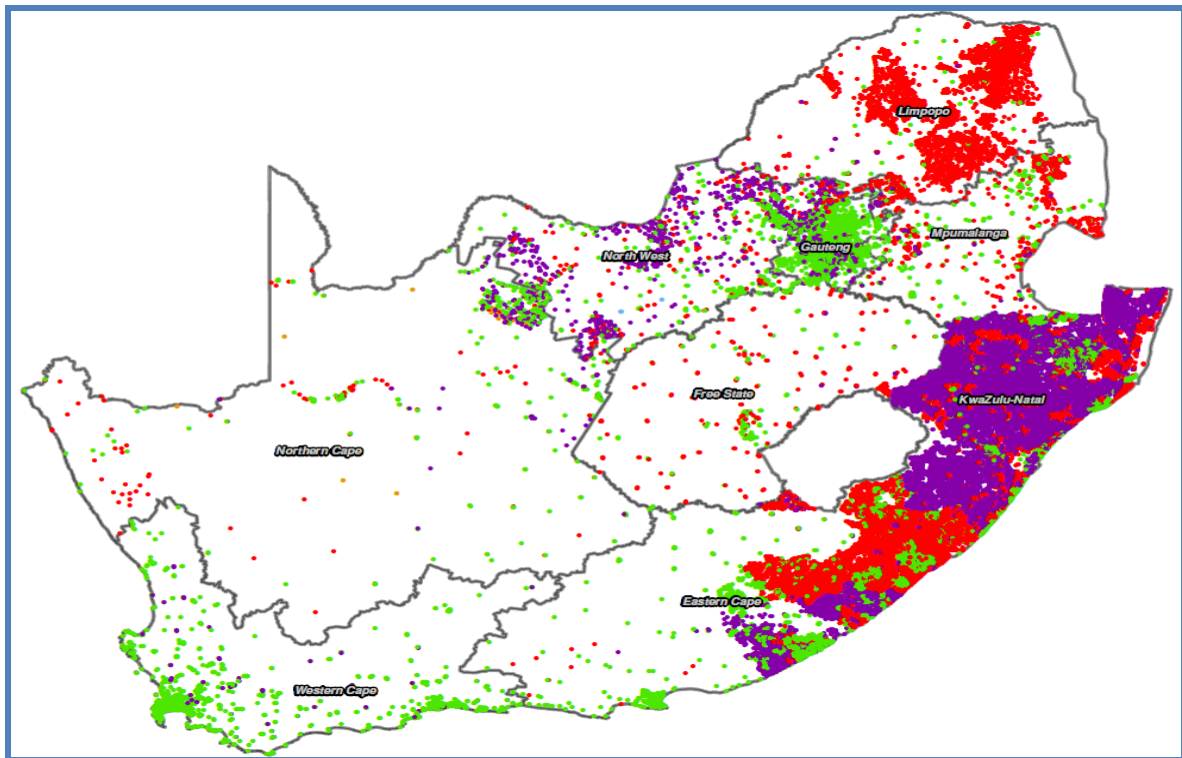 Limpopo
Mpumalanga
Gauteng
North West
Free State
KwaZulu-Natal
Northern Cape
Eastern Cape
Western Cape